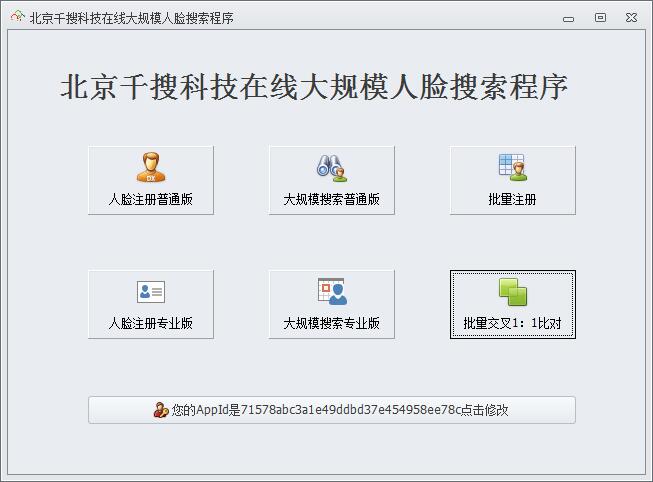 北京千搜科技在线大规模人脸搜索程序
北京千搜科技在线大规模人脸搜索程序
人脸注册普通版
大规模搜索普通版
批量注册
人脸注册专业版
大规模搜索专业版
批量交叉1：1比对
您的AppId是71578abc3a1e49ddbd37e454958ee78c点击修改